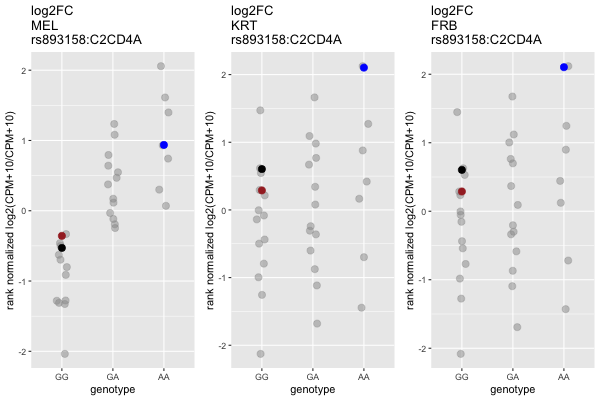 log2FC
MEL
rs893158:C2CD4A
rank normalized log2(CPM+10/CPM+10)
2
1
0
-1
-2
GG
GA
AA
genotype
log2FC
KRT
rs893158:C2CD4A
rank normalized log2(CPM+10/CPM+10)
2
1
0
-1
-2
GG
GA
AA
genotype
log2FC
FRB
rs893158:C2CD4A
rank normalized log2(CPM+10/CPM+10)
2
1
0
-1
-2
GG
GA
AA
genotype